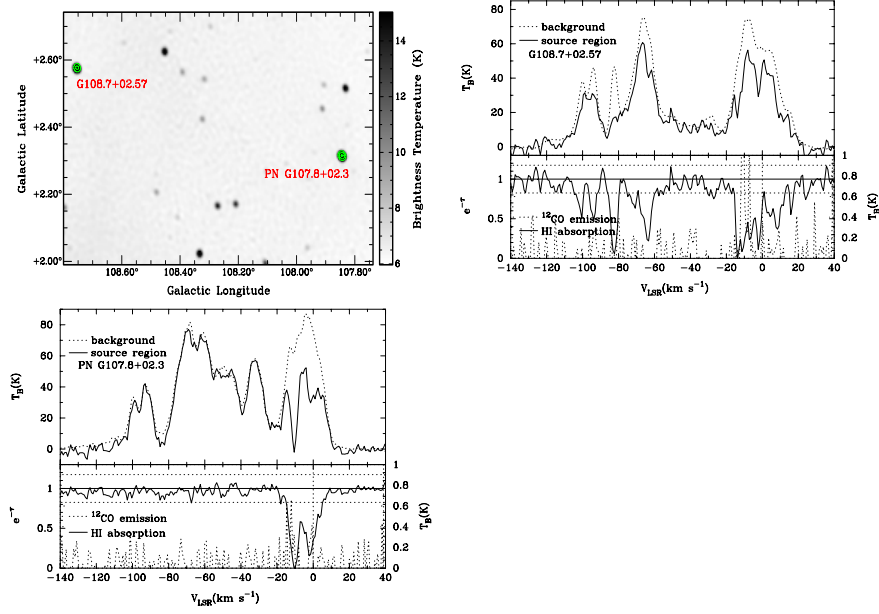 +2.60°
+2.40°
+2.20°
+2.00°
Galactic Latitude
G108.7+02.57
PN G107.8+02.3
108.60° 108.40° 108.20° 108.00° 107.80°
Galactic Longitude
14
12
10
8
6
Brightness Temperature (K)
background
source region
G108.7+02.57
80
60
40
20
0
T_B(K)
1
0.5
0
e^-τ
12CO emission
HI absorption
1
0.8
0.6
0.4
0.2
0
T_B(K)
−140 −120 −100 −80 −60 −40 −20 0 20 40
V_LSR(km s^-1)
background
source region
PN G107.8+02.3
80
60
40
20
0
T_B(K)
1
0.5
0
e^-τ
12CO emission
HI absorption
1
0.8
0.6
0.4
0.2
0
T_B(K)
−140 −120 −100 −80 −60 −40 −20 0 20 40
V_LSR(km s^-1)